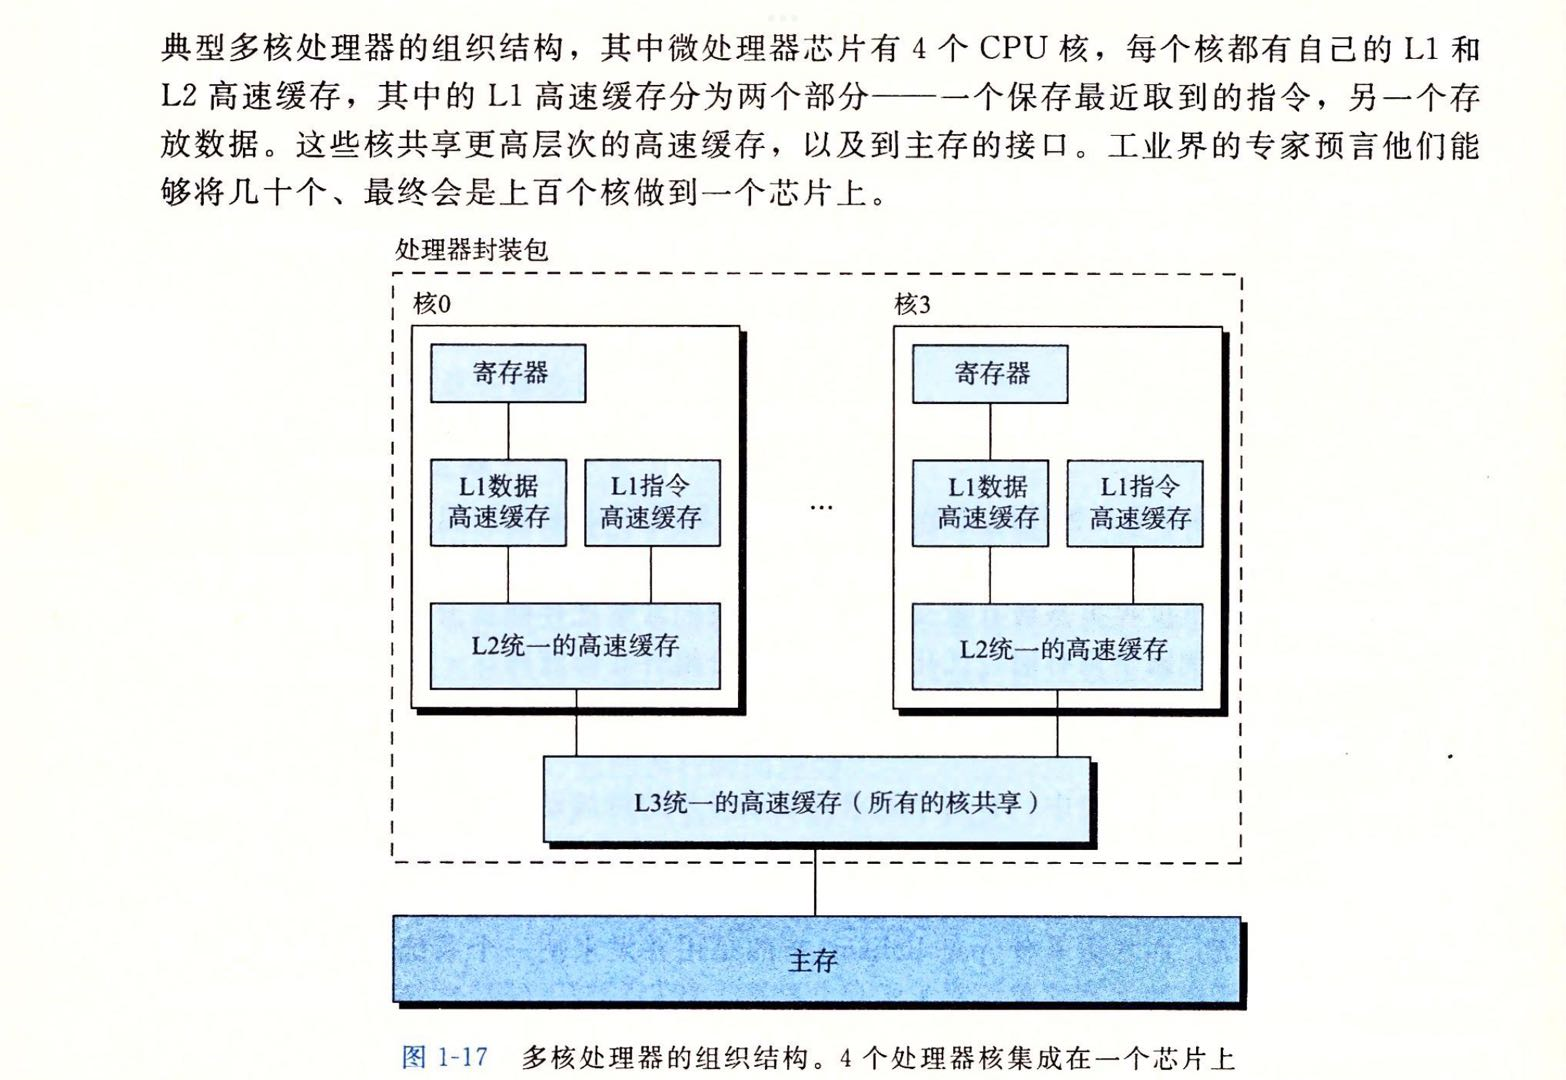 典型多核处理器的组织结构，其中微处理器芯片有 4 个 CPU 核，每个核都有自己的 L1 和
L2 高速缓存，其中的 L1 高速缓存分为两个部分——一个保存最近取到的指令，另一个存
放数据。这些核共享更高层次的高速缓存，以及到主存的接口。工业界的专家预言他们能
够将几十个、最终会是上百个核做到一个芯片上。
处理器封装包
核0
核3
寄存器
寄存器
L1数据
高速缓存
L1指令
高速缓存
...
L1数据
高速缓存
L1指令
高速缓存
L2统一的高速缓存
L2统一的高速缓存
L3统一的高速缓存（所有的核共享）
主存
图 1-17 多核处理器的组织结构。4 个处理器核集成在一个芯片上